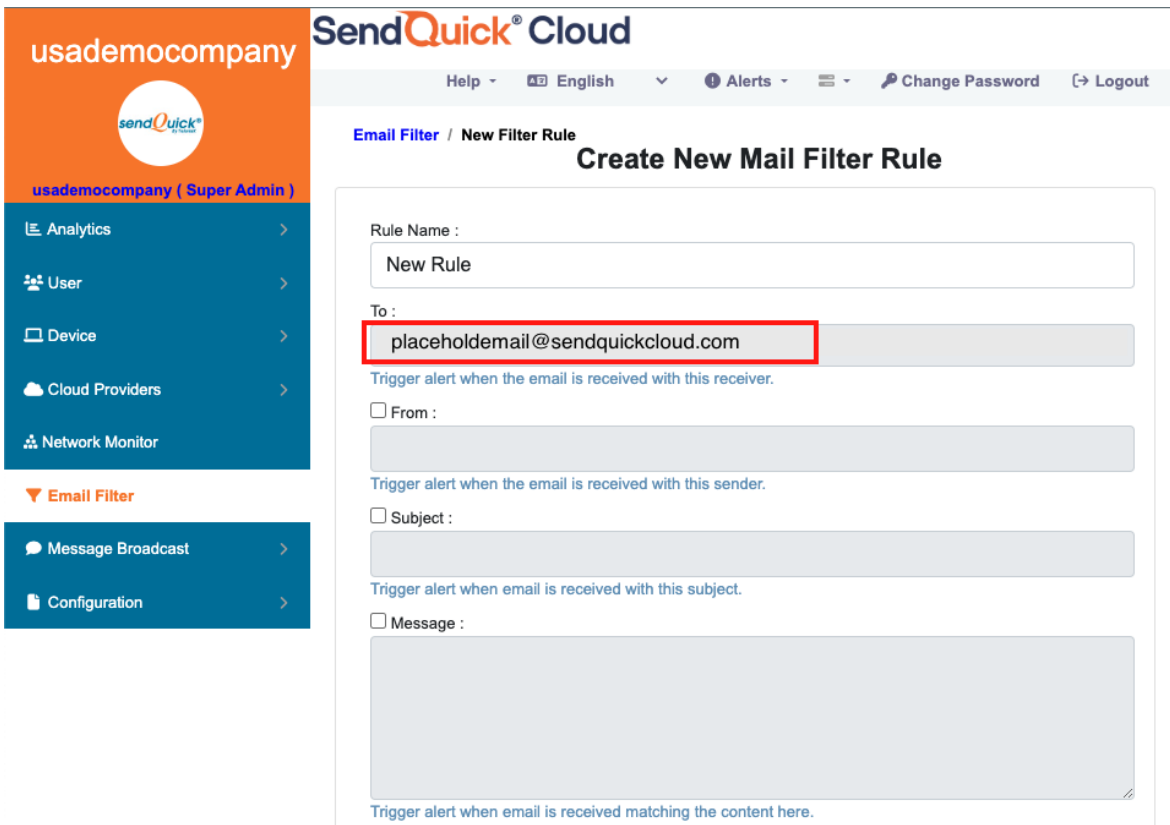 usademocompany
sendQuick®
usademocompany ( Super Admin )
Analytics
User
Device
Cloud Providers
Network Monitor
Email Filter
Message Broadcast
Configuration
SendQuick® Cloud
Help English Alerts Change Password Logout
Email Filter / New Filter Rule
Create New Mail Filter Rule
Rule Name :
New Rule
To :
placeholdemail@sendquickcloud.com
Trigger alert when the email is received with this receiver.
From :
Trigger alert when the email is received with this sender.
Subject :
Trigger alert when email is received with this subject.
Message :
Trigger alert when email is received matching the content here.